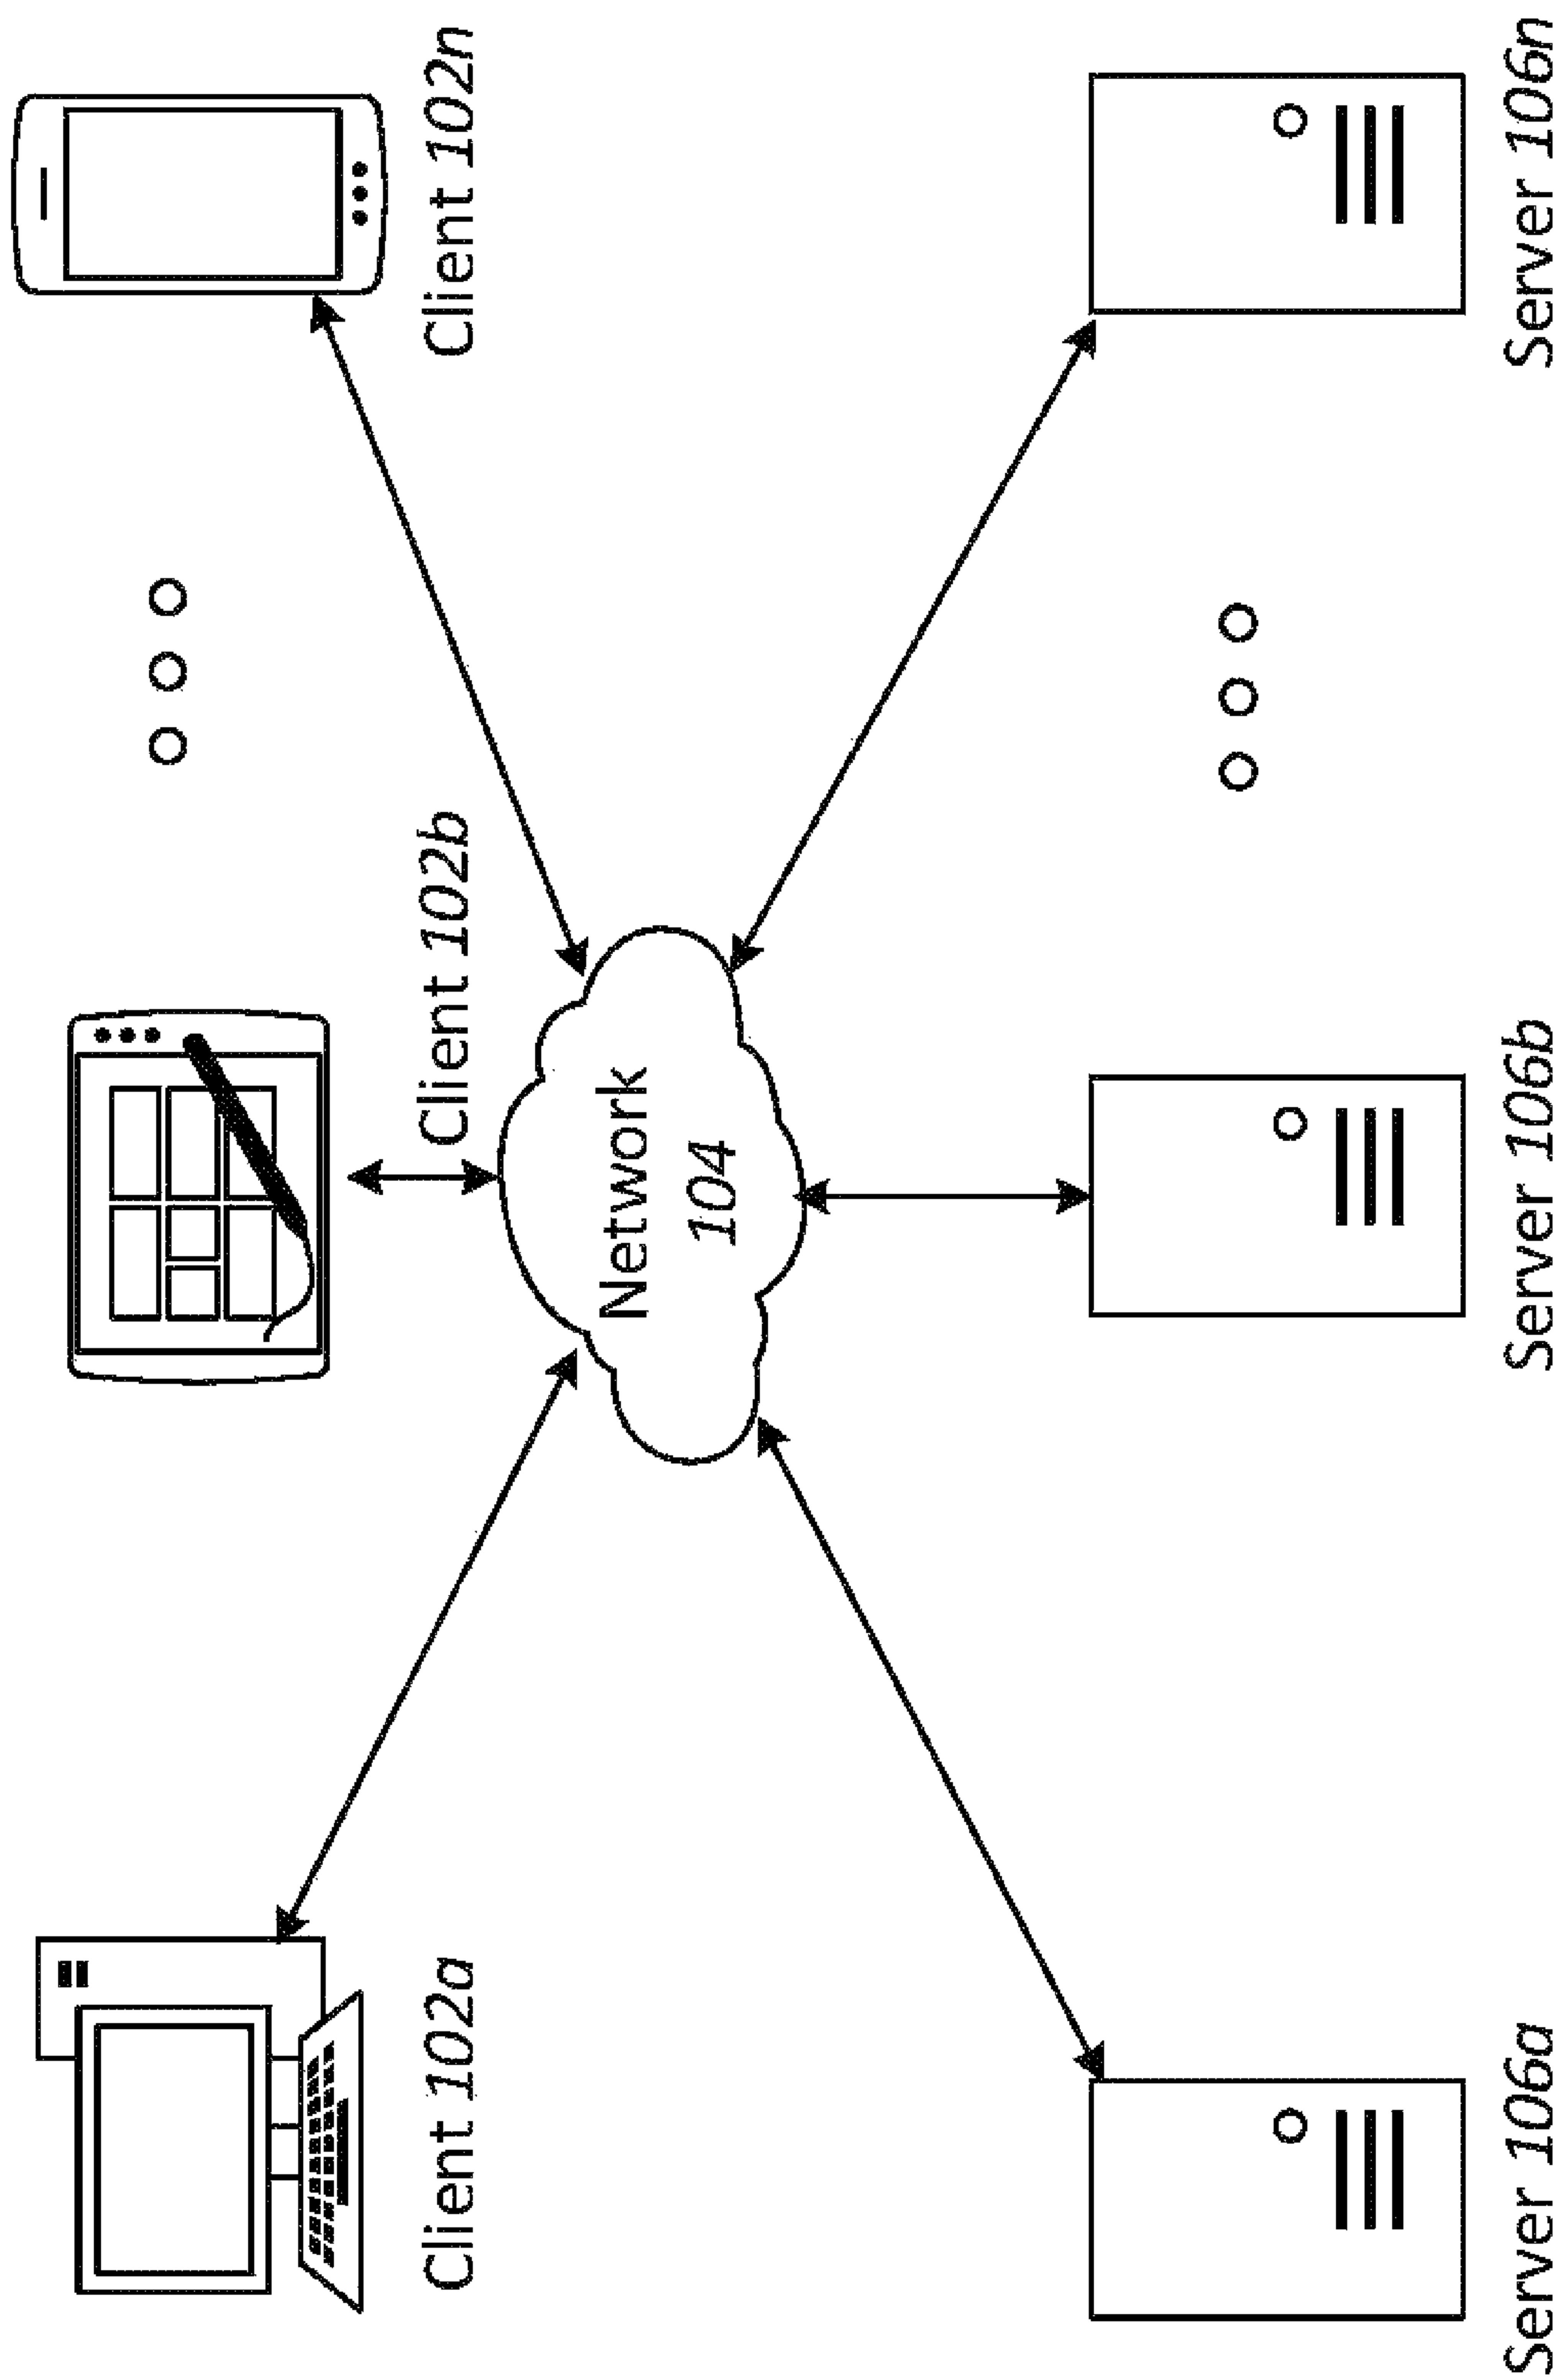 Client 102a
Client 102b
Client 102n
Network
104
Server 106a
Server 106b
Server 106n